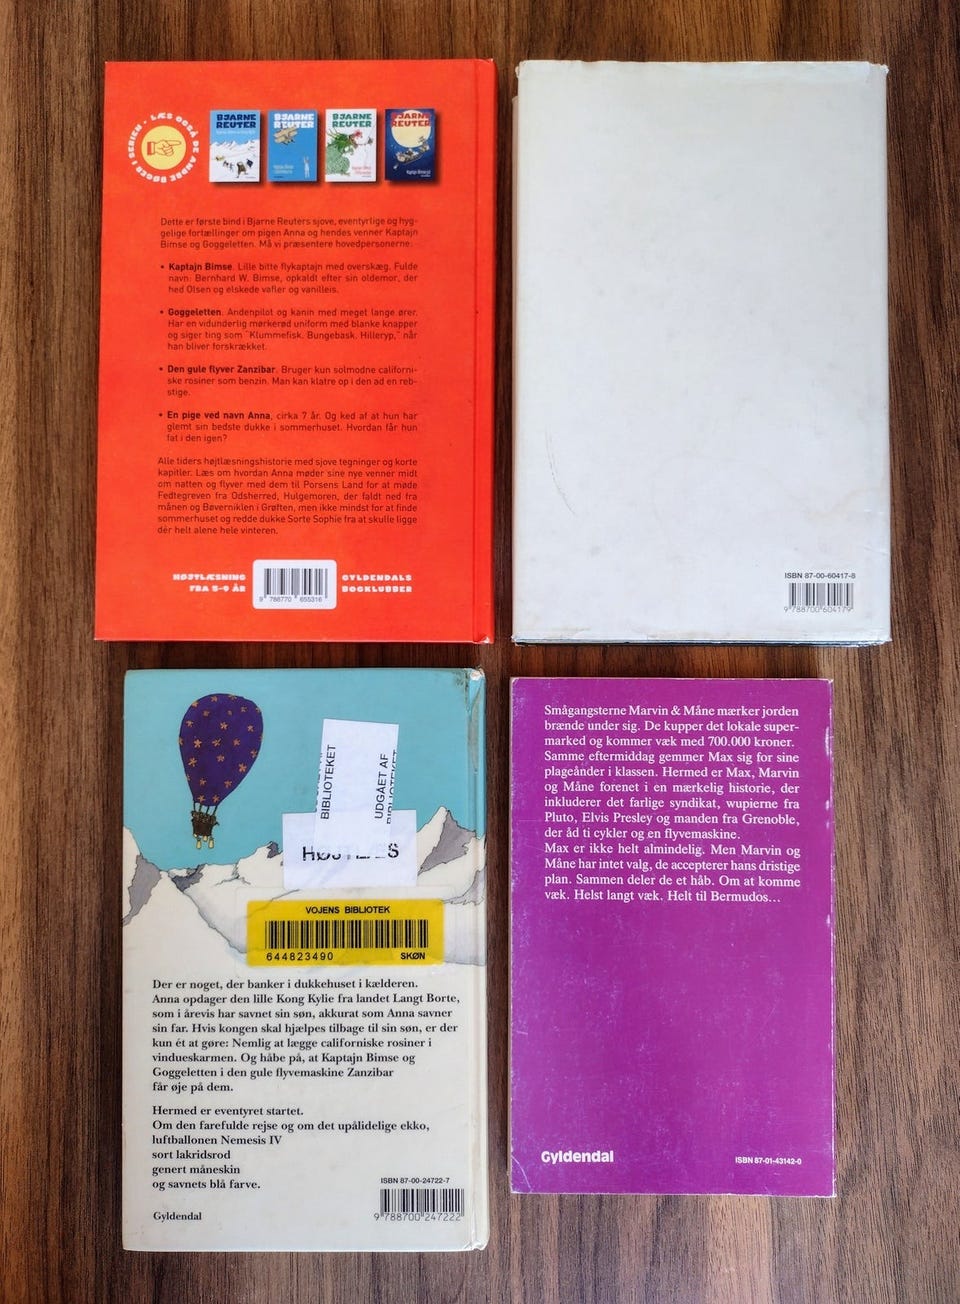 LÆS OGSÅ DE ANDRE BØGER I SERIEN •
BJARNE
REUTER
BJARNE
REUTER
BJARNE
REUTER
BJARNE
REUTER
Dette er første bind i Bjarne Reuters sjove, eventyrlige og hyg-
gelige fortællinger om pigen Anna og hendes venner Kaptajn
Bimse og Goggeletten. Må vi præsentere hovedpersonerne:
• Kaptajn Bimse. Lille bitte flykaptajn med overskæg. Fulde
navn: Bernhard W. Bimse, opkaldt efter sin oldemor, der
hed Olsen og elskede vafler og vanilleis.
• Goggeletten. Andenpilot og kanin med meget lange ører.
Har en vidunderlig mørkerød uniform med blanke knapper
og siger ting som "Klummefisk. Bungebask. Hilleryp," når
han bliver forskrækket.
• Den gule flyver Zanzibar. Bruger kun solmodne californi-
ske rosiner som benzin. Man kan klatre op i den ad en reb-
stige.
• En pige ved navn Anna, cirka 7 år. Og ked af at hun har
glemt sin bedste dukke i sommerhuset. Hvordan får hun
fat i den igen?
Alle tiders højtlæsningshistorie med sjove tegninger og korte
kapitler. Læs om hvordan Anna møder sine nye venner midt
om natten og flyver med dem til Porsens Land for at møde
Fedtegreven fra Odsherred, Hulgemoren, der faldt ned fra
månen og Bøverniklen i Grøften, men ikke mindst for at finde
sommerhuset og redde dukke Sorte Sophie fra at skulle ligge
dér helt alene hele vinteren.
HØJTLÆSNING
FRA 5-9 ÅR
9 788770 655316
GYLDENDALS
BOGKLUBBER
ISBN 87-00-60417-8
9 788700 604179
BIBLIOTEKET
UDGÅET AF
BIBLIOTEKET
HØJTLÆS
VOJENS BIBLIOTEK
644823490 SKØN
Der er noget, der banker i dukkehuset i kælderen.
Anna opdager den lille Kong Kylie fra landet Langt Borte,
som i årevis har savnet sin søn, akkurat som Anna savner
sin far. Hvis kongen skal hjælpes tilbage til sin søn, er der
kun ét at gøre: Nemlig at lægge californiske rosiner i
vindueskarmen. Og håbe på, at Kaptajn Bimse og
Goggeletten i den gule flyvemaskine Zanzibar
får øje på dem.
Hermed er eventyret startet.
Om den farefulde rejse og om det upålidelige ekko,
luftballonen Nemesis IV
sort lakridsrod
genert måneskin
og savnets blå farve.
Gyldendal
ISBN 87-00-24722-7
9 788700 247222
Smågangsterne Marvin & Måne mærker jorden
brænde under sig. De kupper det lokale super-
marked og kommer væk med 700.000 kroner.
Samme eftermiddag gemmer Max sig for sine
plageånder i klassen. Hermed er Max, Marvin
og Måne forenet i en mærkelig historie, der
inkluderer det farlige syndikat, wupierne fra
Pluto, Elvis Presley og manden fra Grenoble,
der åd ti cykler og en flyvemaskine.
Max er ikke helt almindelig. Men Marvin og
Måne har intet valg, de accepterer hans dristige
plan. Sammen deler de et håb. Om at komme
væk. Helst langt væk. Helt til Bermudos...
Gyldendal
ISBN 87-01-43142-0